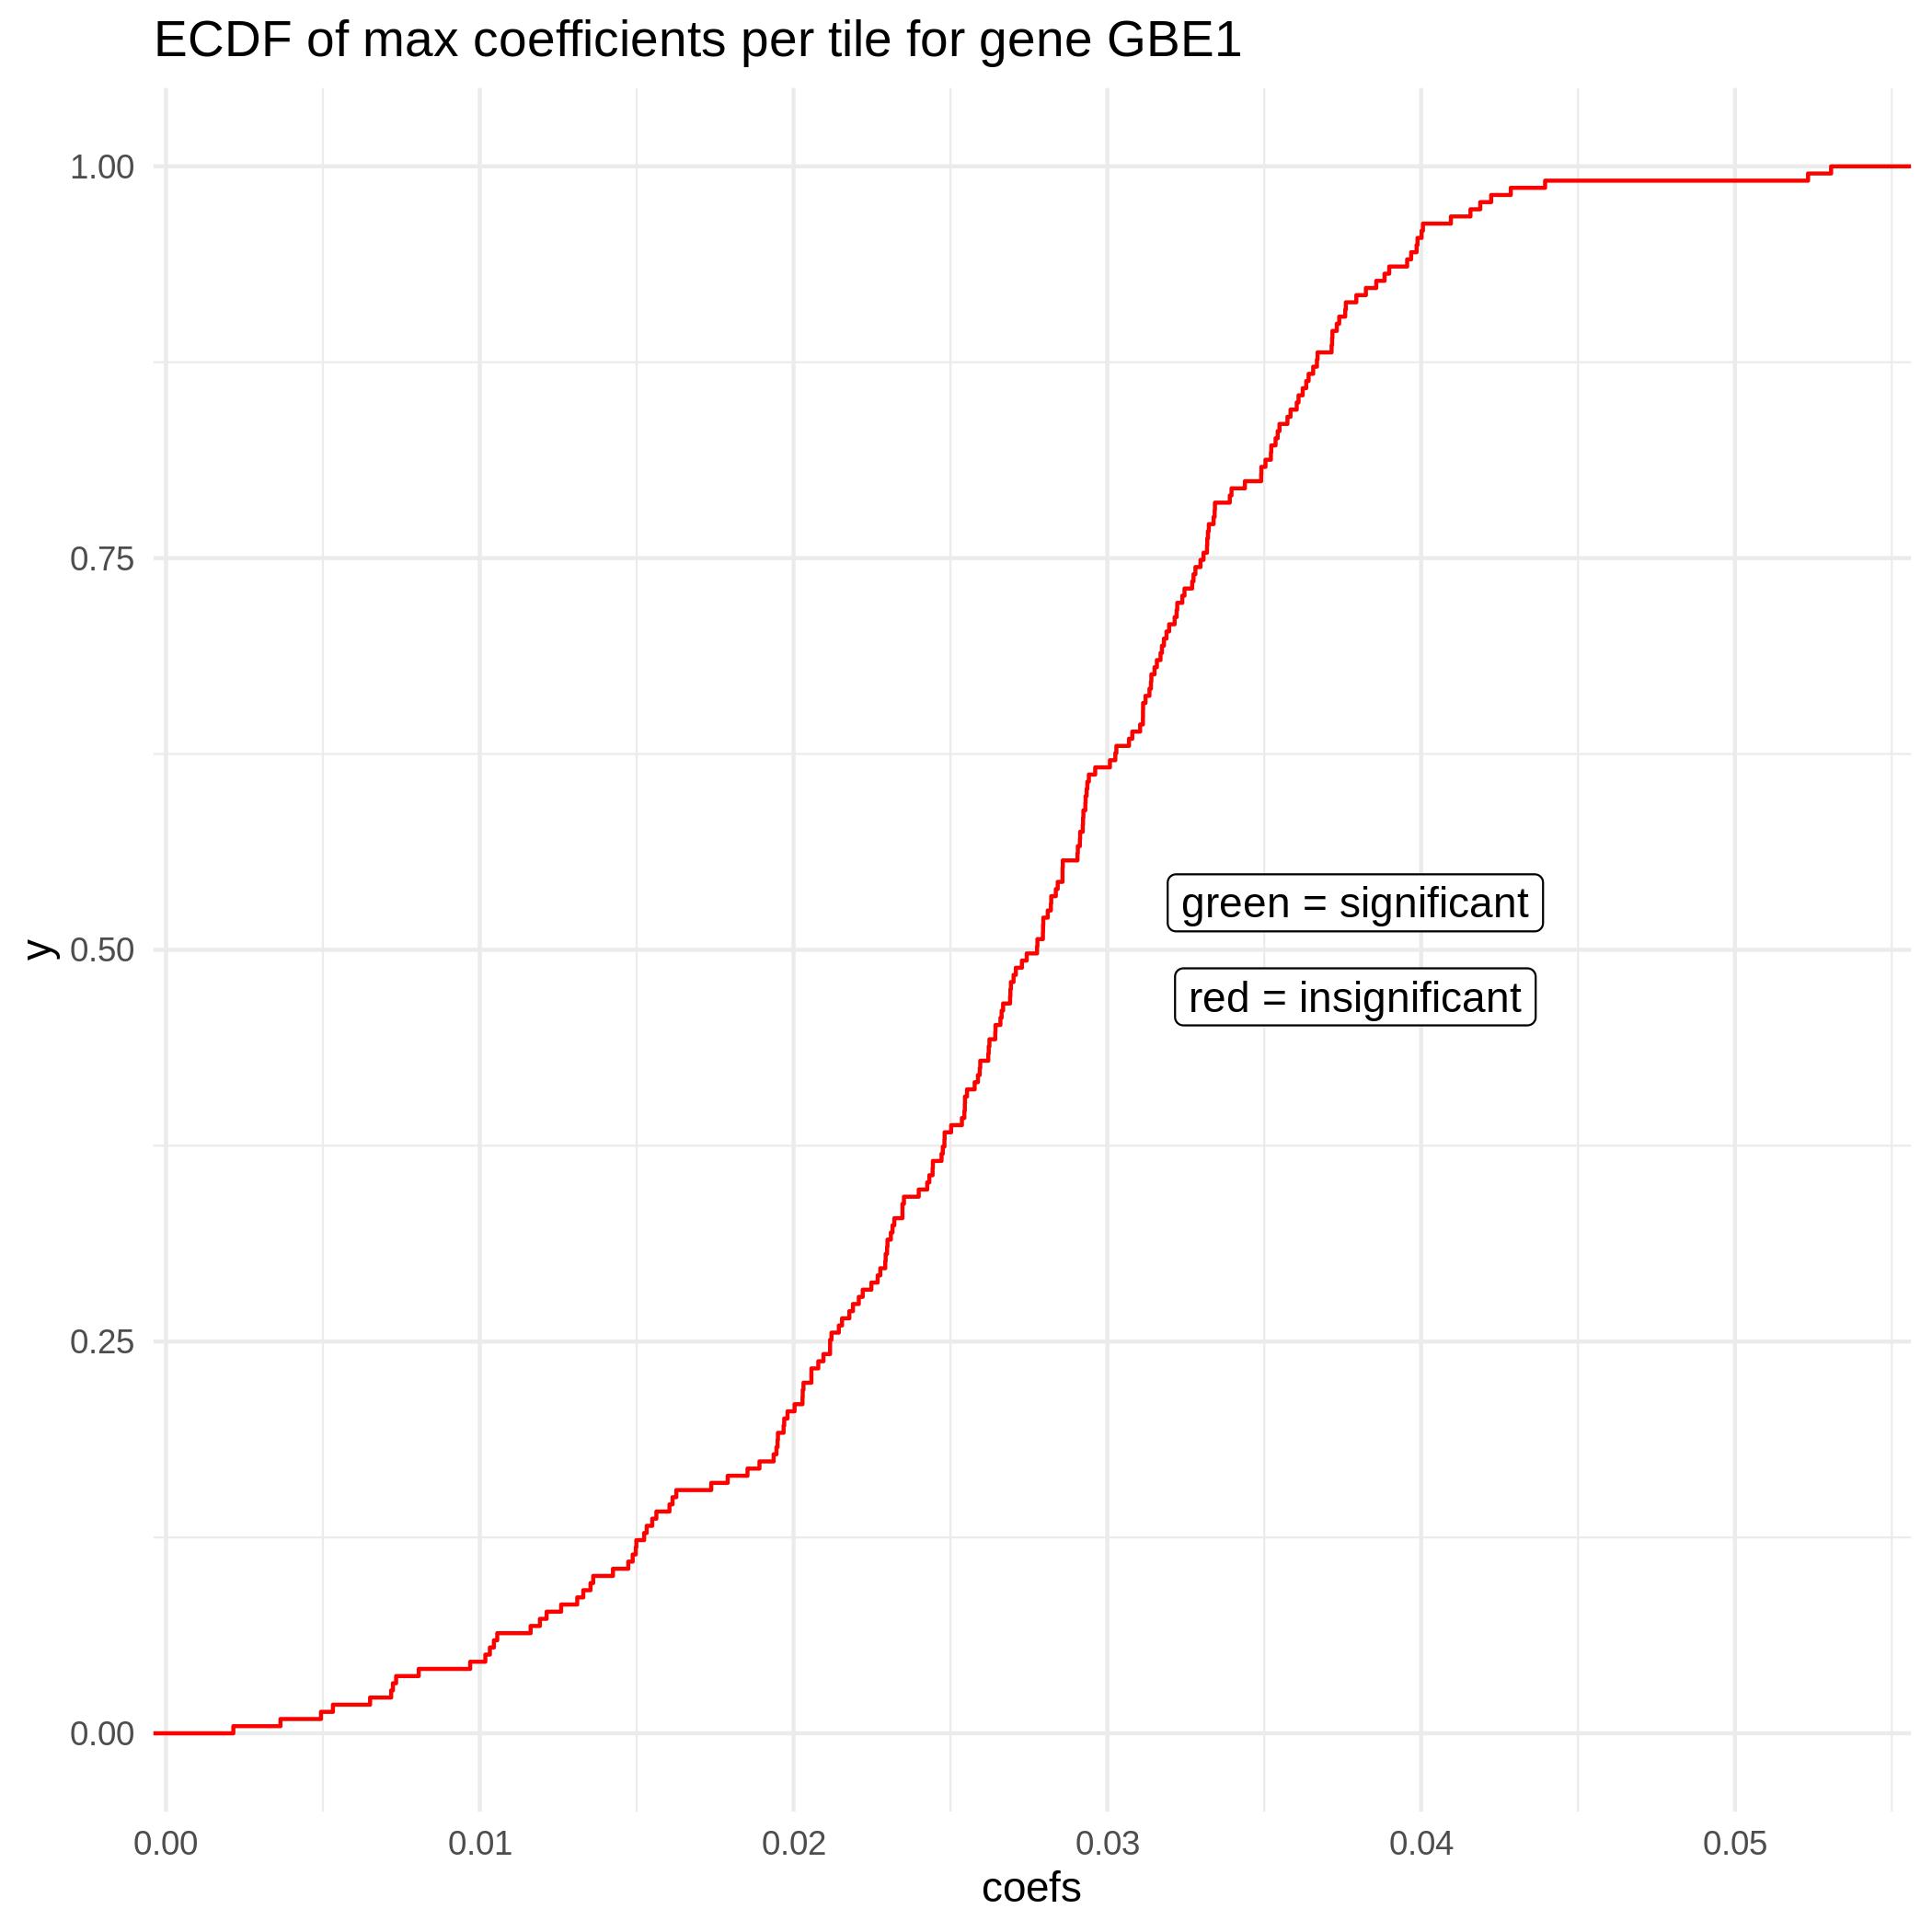 ECDF of max coefficients per tile for gene GBE1
1.00
0.75
0.50
0.25
0.00
y
green = significant
red = insignificant
0.00 0.01 0.02 0.03 0.04 0.05
coefs